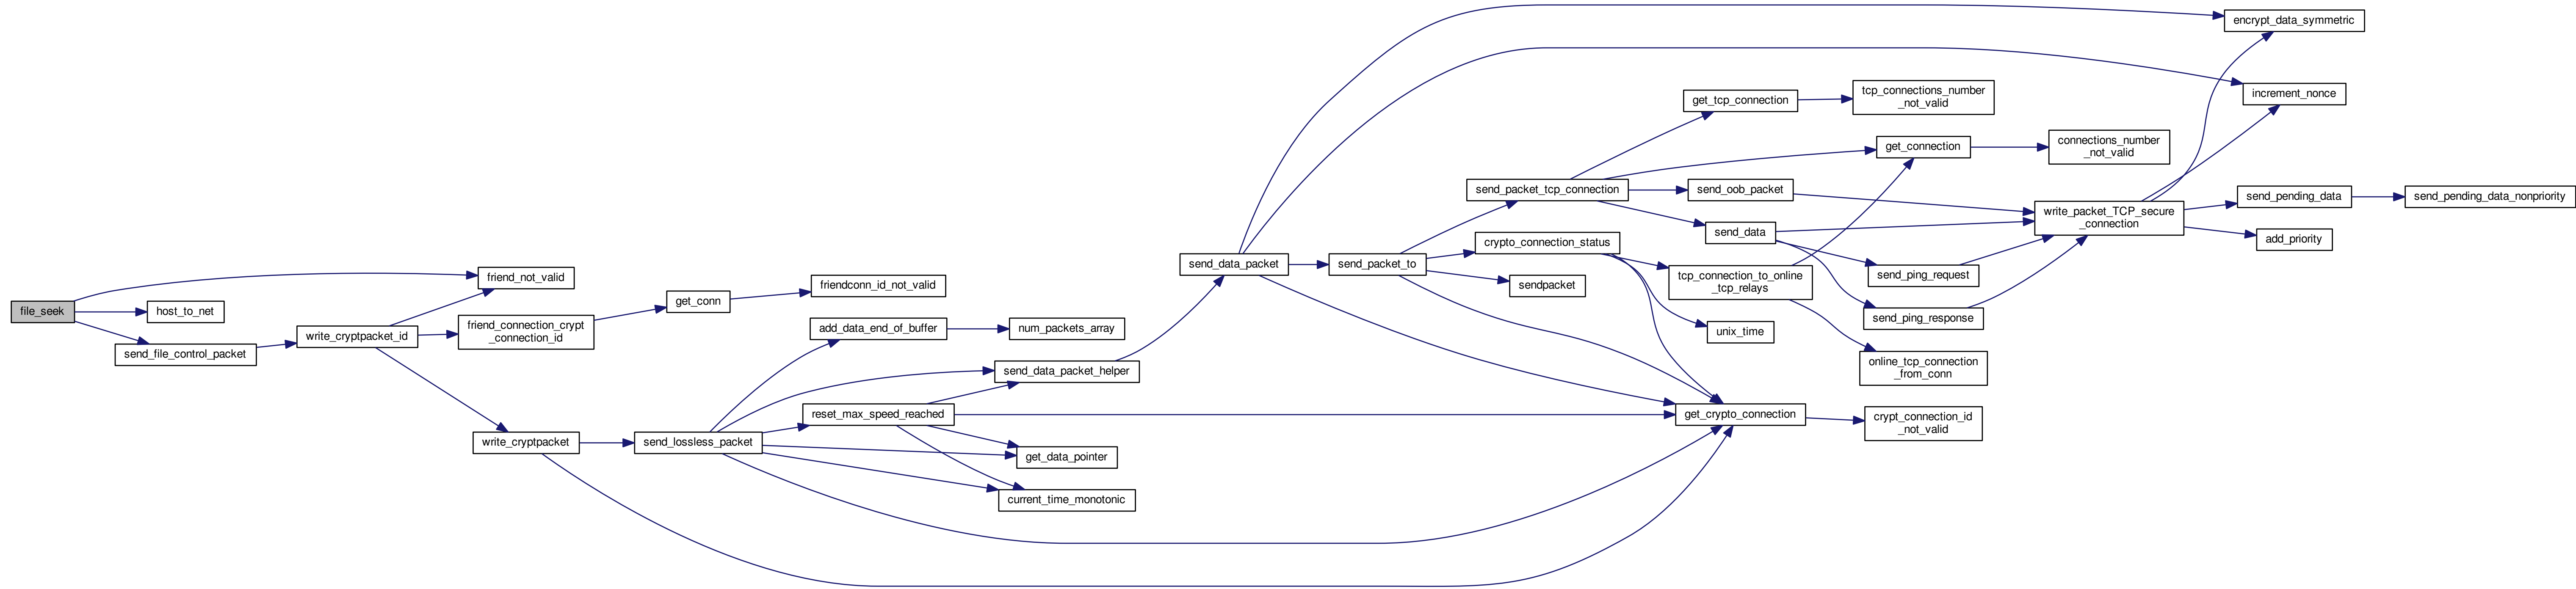 file_seek
friend_not_valid
host_to_net
send_file_control_packet
write_cryptpacket_id
friend_connection_crypt
_connection_id
get_conn
friendconn_id_not_valid
write_cryptpacket
send_lossless_packet
add_data_end_of_buffer
num_packets_array
send_data_packet_helper
reset_max_speed_reached
get_data_pointer
current_time_monotonic
send_data_packet
send_packet_to
send_packet_tcp_connection
crypto_connection_status
sendpacket
get_tcp_connection
tcp_connections_number
_not_valid
get_connection
connections_number
_not_valid
send_oob_packet
send_data
tcp_connection_to_online
_tcp_relays
unix_time
send_ping_request
send_ping_response
online_tcp_connection
_from_conn
get_crypto_connection
crypt_connection_id
_not_valid
write_packet_TCP_secure
_connection
encrypt_data_symmetric
increment_nonce
send_pending_data
send_pending_data_nonpriority
add_priority